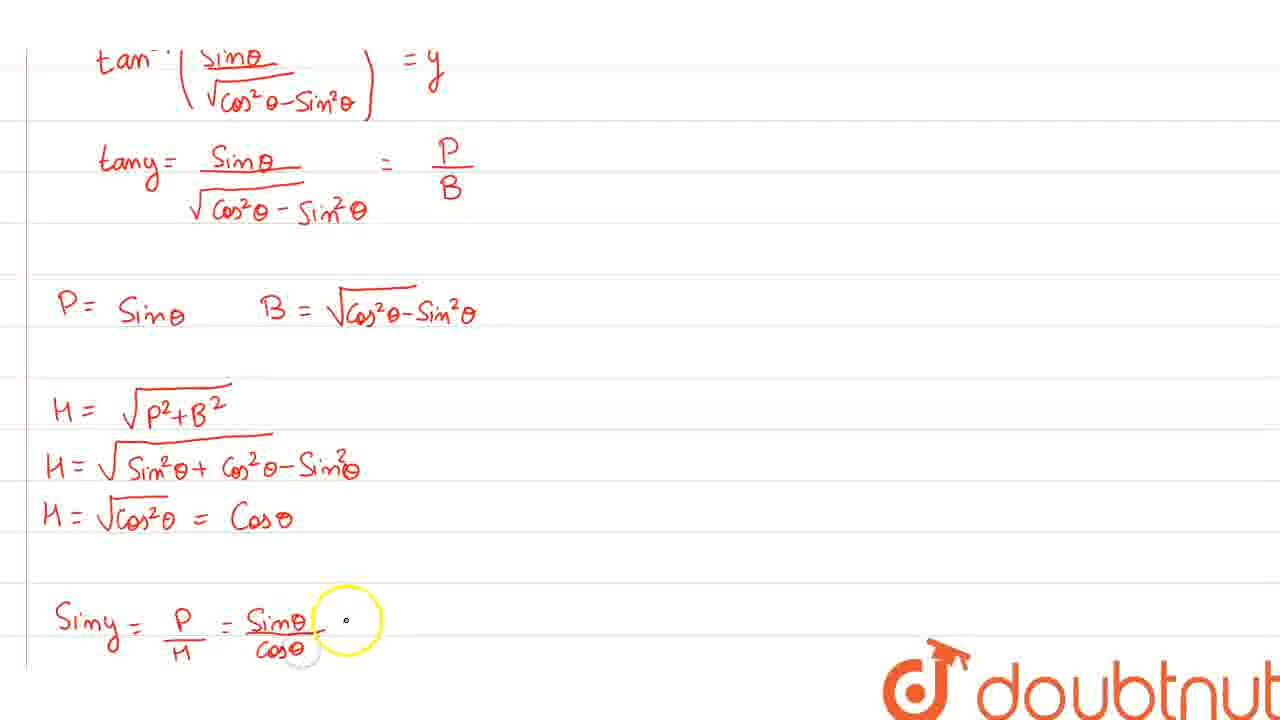 tan⁻¹ ( Sinθ / √Cos²θ-Sin²θ ) = y
tany = Sinθ / √Cos²θ - Sin²θ = P / B
P = Sinθ B = √Cos²θ - Sin²θ
H = √P²+B²
H = √Sin²θ + Cos²θ - Sin²θ
H = √Cos²θ = Cosθ
Siny = P / H = Sinθ / Cosθ =
doubtnut